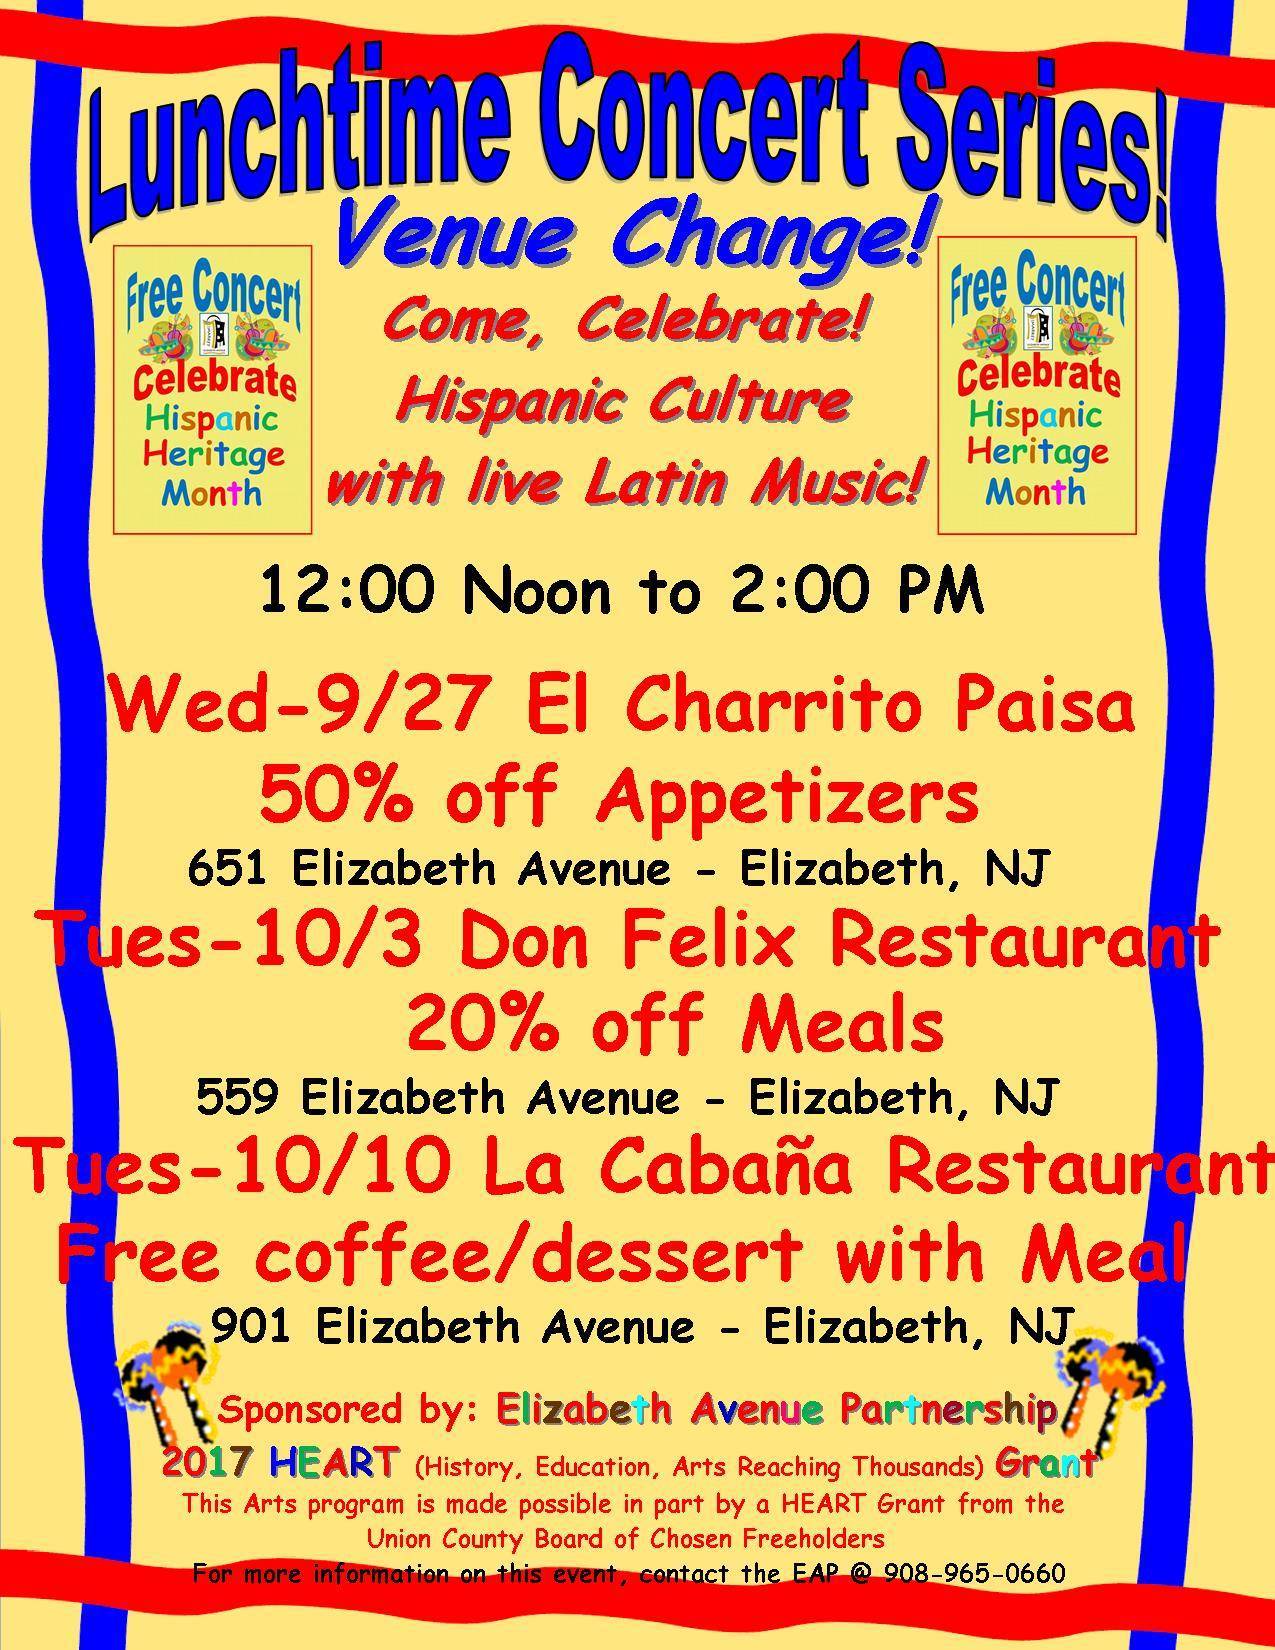 Lunchtime Concert Series!
Venue Change!
Free Concert
Celebrate
Hispanic
Heritage
Month
Come, Celebrate!
Hispanic Culture
with live Latin Music!
Free Concert
Celebrate
Hispanic
Heritage
Month
12:00 Noon to 2:00 PM
Wed-9/27 El Charrito Paisa
50% off Appetizers
651 Elizabeth Avenue - Elizabeth, NJ
Tues-10/3 Don Felix Restaurant
20% off Meals
559 Elizabeth Avenue - Elizabeth, NJ
Tues-10/10 La Cabaña Restaurant
Free coffee/dessert with Meal
901 Elizabeth Avenue - Elizabeth, NJ
Sponsored by: Elizabeth Avenue Partnership
2017 HEART (History, Education, Arts Reaching Thousands) Grant
This Arts program is made possible in part by a HEART Grant from the
Union County Board of Chosen Freeholders
For more information on this event, contact the EAP @ 908-965-0660